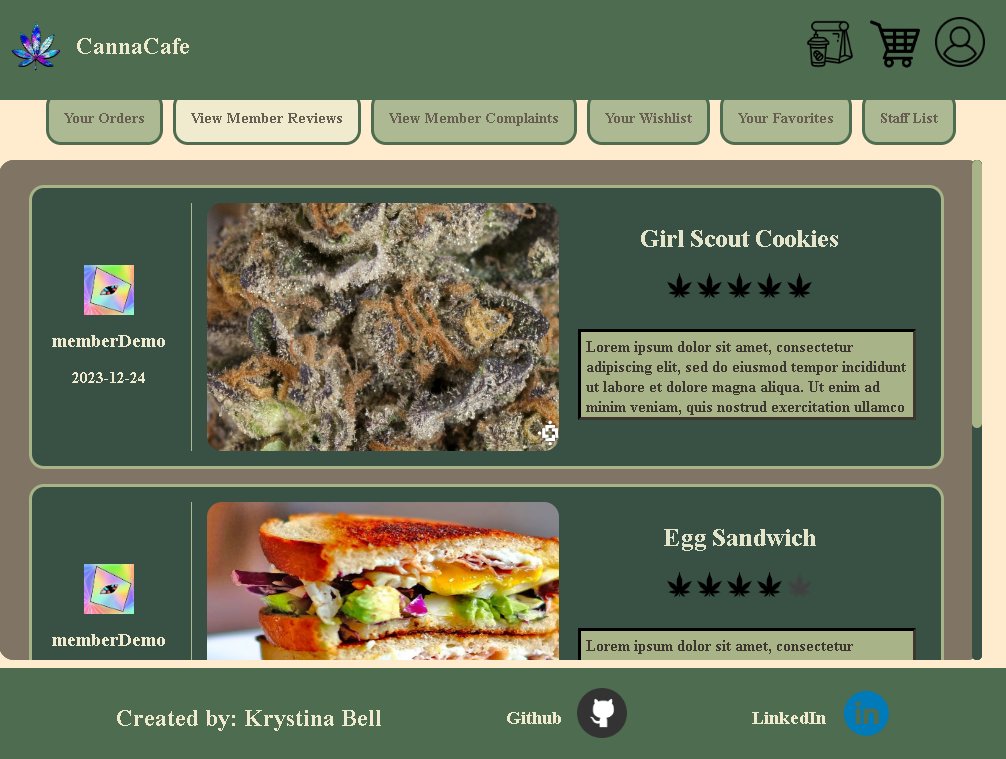 CannaCafe
Your Orders
View Member Reviews
View Member Complaints
Your Wishlist
Your Favorites
Staff List
memberDemo
2023-12-24
Girl Scout Cookies
Lorem ipsum dolor sit amet, consectetur
adipiscing elit, sed do eiusmod tempor incididunt
ut labore et dolore magna aliqua. Ut enim ad
minim veniam, quis nostrud exercitation ullamco
memberDemo
Egg Sandwich
Lorem ipsum dolor sit amet, consectetur
Created by: Krystina Bell
Github
LinkedIn
in